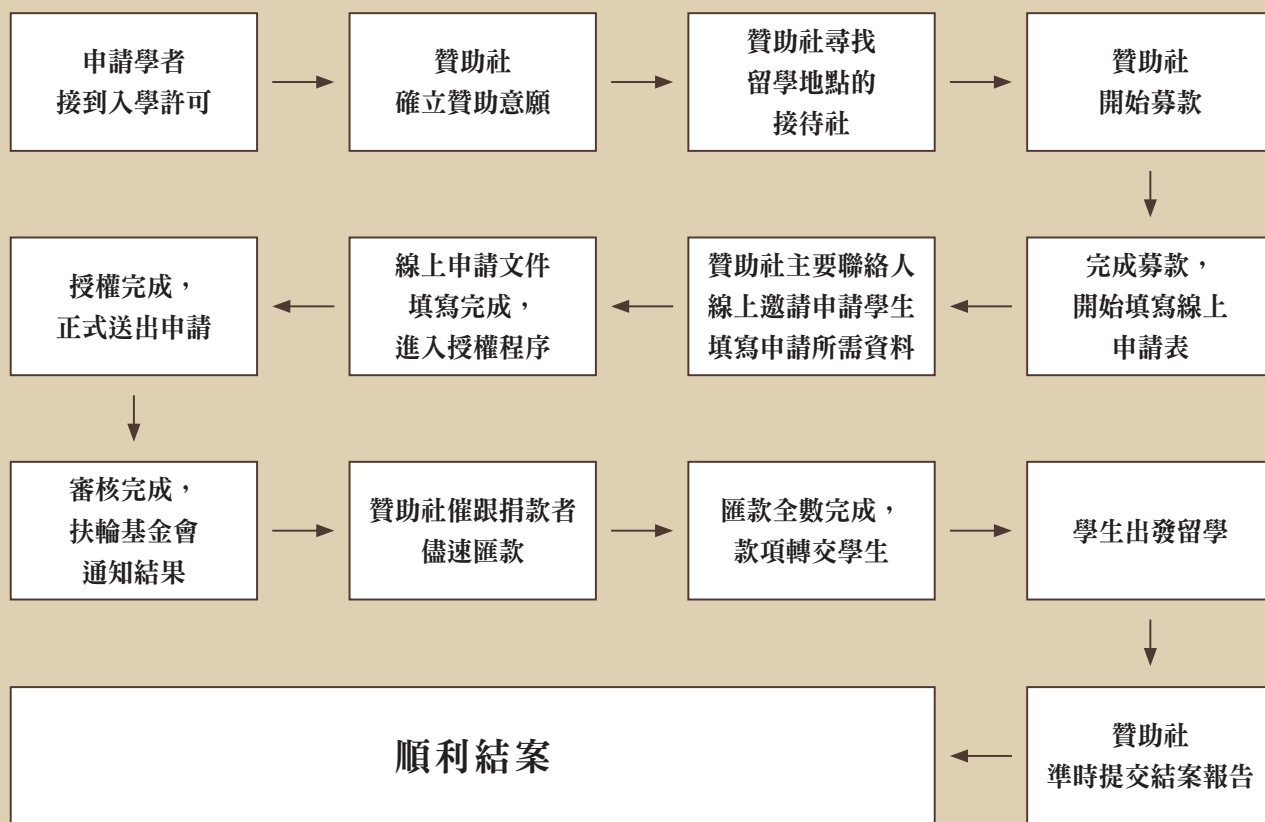 申請學者
接到入學許可
贊助社
確立贊助意願
贊助社尋找
留學地點的
接待社
贊助社
開始募款
完成募款，
開始填寫線上
申請表
贊助社主要聯絡人
線上邀請申請學生
填寫申請所需資料
線上申請文件
填寫完成，
進入授權程序
授權完成，
正式送出申請
審核完成，
扶輪基金會
通知結果
贊助社催跟捐款者
儘速匯款
匯款全數完成，
款項轉交學生
學生出發留學
贊助社
準時提交結案報告
順利結案